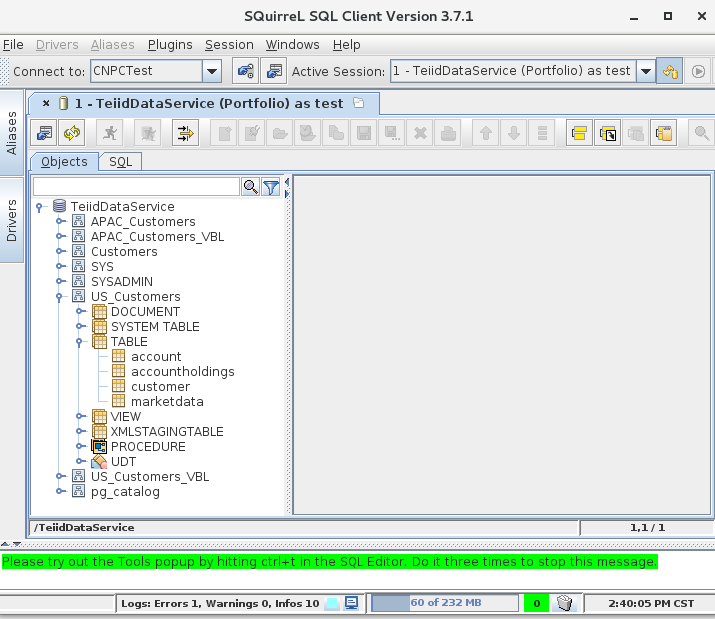 SQuirreL SQL Client Version 3.7.1
File Drivers Aliases Plugins Session Windows Help
Connect to: CNPCTest Active Session: 1 - TeiidDataService (Portfolio) as test
Aliases
Drivers
1 - TeiidDataService (Portfolio) as test
Objects SQL
TeiidDataService
APAC_Customers
APAC_Customers_VBL
Customers
SYS
SYSADMIN
US_Customers
DOCUMENT
SYSTEM TABLE
TABLE
account
accountholdings
customer
marketdata
VIEW
XMLSTAGINGTABLE
PROCEDURE
UDT
US_Customers_VBL
pg_catalog
/TeiidDataService 1,1 / 1
Please try out the Tools popup by hitting ctrl+t in the SQL Editor. Do it three times to stop this message.
Logs: Errors 1, Warnings 0, Infos 10 60 of 232 MB 0 2:40:05 PM CST